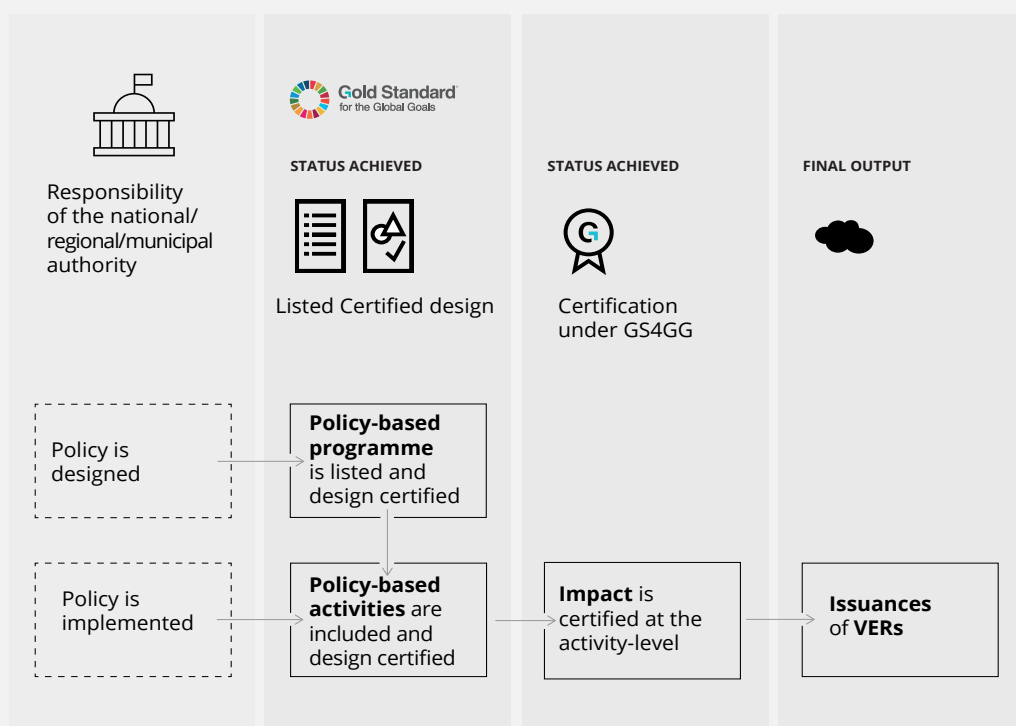 Responsibility
of the national/
regional/municipal
authority
Gold Standard
for the Global Goals
STATUS ACHIEVED
Listed Certified design
STATUS ACHIEVED
G
Certification
under GS4GG
FINAL OUTPUT
Policy is
designed
Policy-based
programme
is listed and
design certified
Policy is
implemented
Policy-based
activities are
included and
design certified
Impact is
certified at the
activity-level
Issuances
of VERs